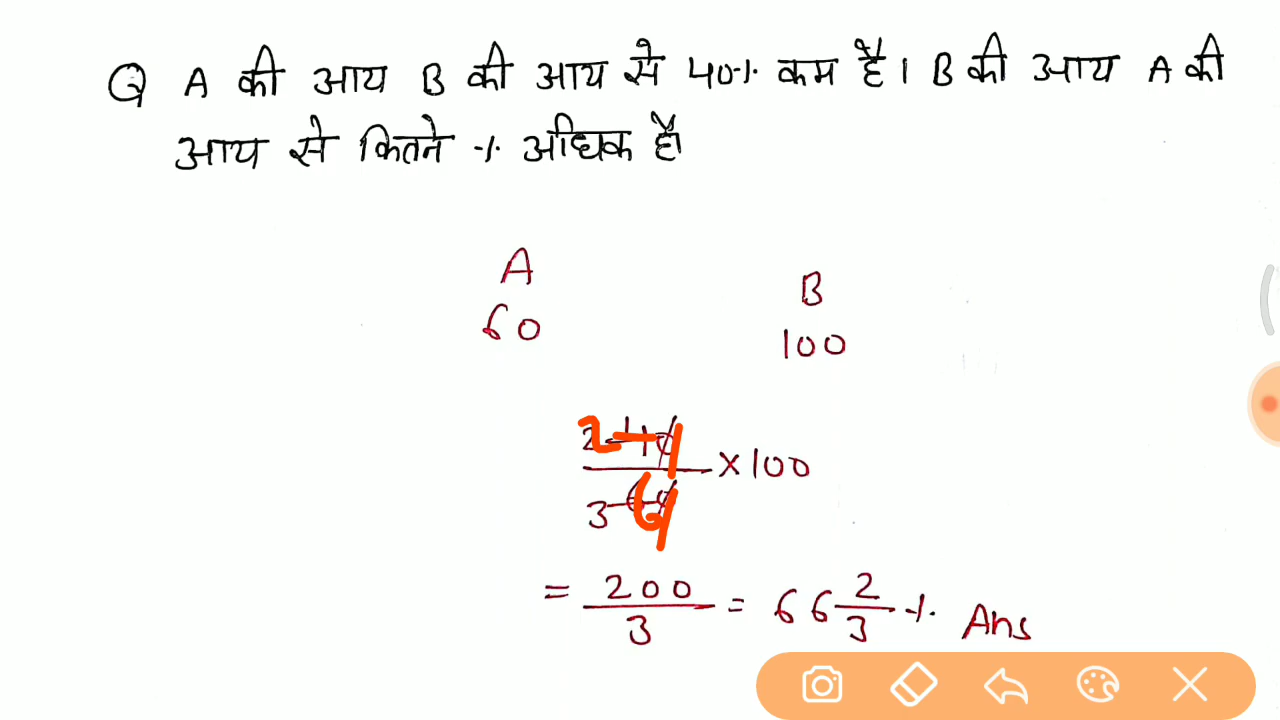 Q A की आय B की आय से 40% कम है। B की आय A की
आय से कितने % अधिक है
A
B
60
100
2 40
3 60
× 100
= 200/3 = 66 2/3 % Ans